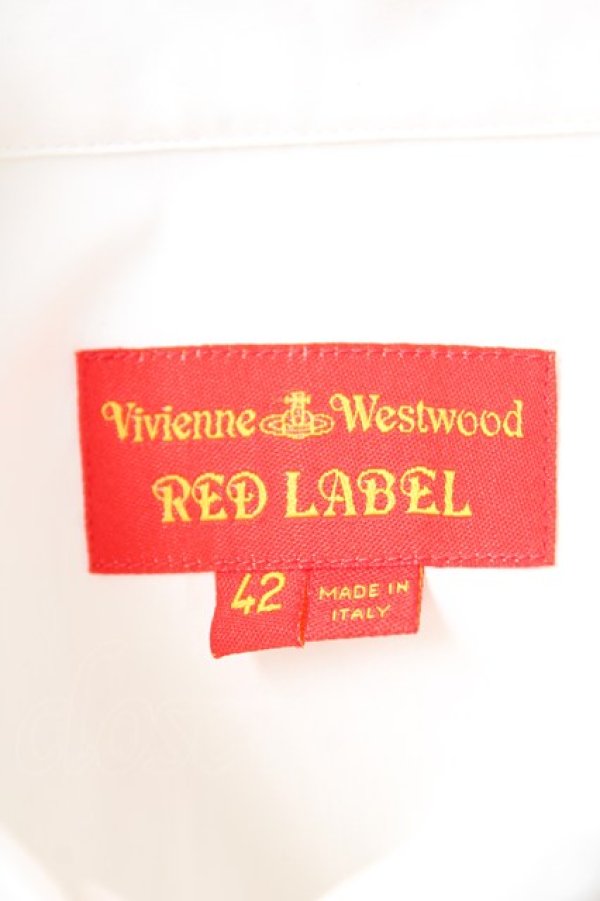 Vivienne Westwood
RED LABEL
42
MADE IN
ITALY